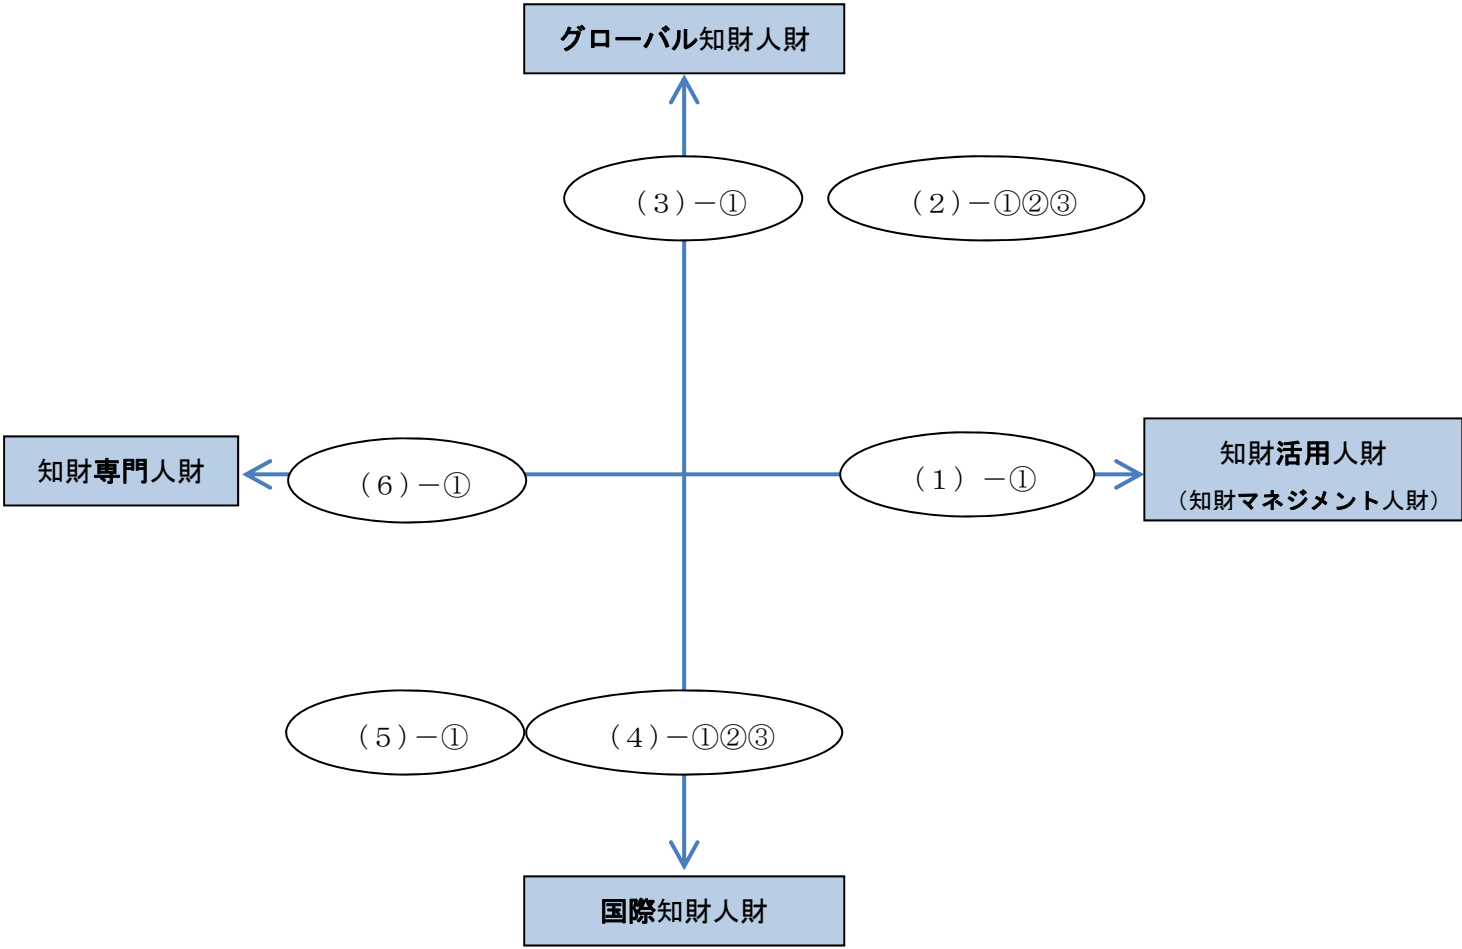 グローバル知財人財
（３）－①
（２）－①②③
知財専門人財
（６）－①
（１）－①
知財活用人財
（知財マネジメント人財）
（５）－①
（４）－①②③
国際知財人財